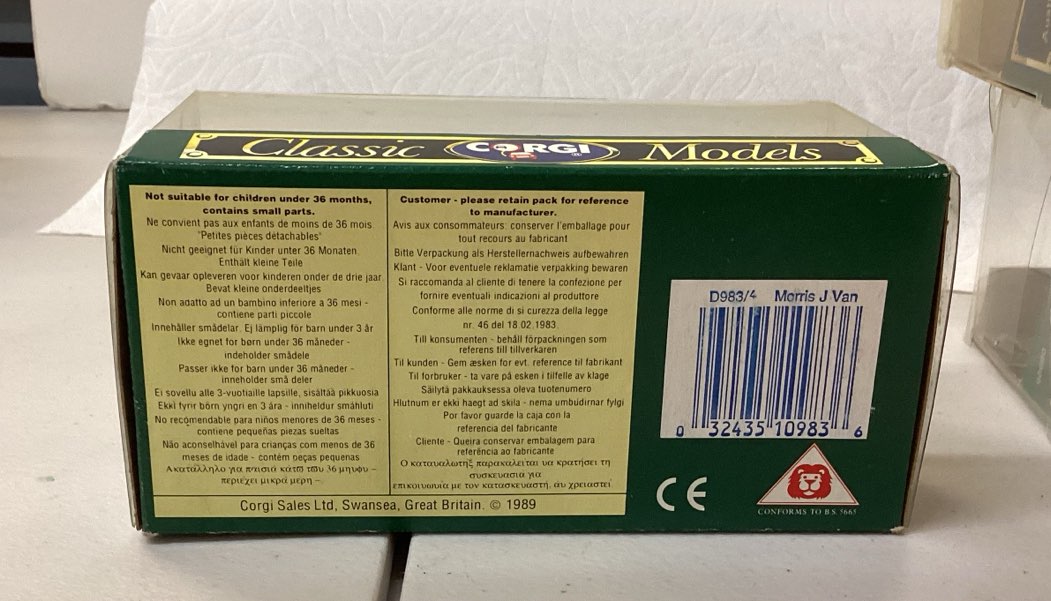 Classic CORGI Models
Not suitable for children under 36 months,
contains small parts.
Ne convient pas aux enfants de moins de 36 mois
"Petites pièces détachables"
Nicht geeignet für Kinder unter 36 Monaten.
Enthält kleine Teile
Kan gevaar opleveren voor kinderen onder de drie jaar.
Bevat kleine onderdeeltjes
Non adatto ad un bambino inferiore a 36 mesi -
contiene parti piccole
Innehåller smådelar. Ej lämplig för barn under 3 år
Ikke egnet for børn under 36 måneder -
indeholder smådele
Passer ikke for barn under 36 måneder -
inneholder små deler
Ei sovellu alle 3-vuotiaille lapsille, sisältää pikkuosia
Ekki fyrir börn yngri en 3 ára - inniheldur smáhluti
No recomendable para niños menores de 36 meses -
contiene pequeñas piezas sueltas
Não aconselhável para crianças com menos de 36
meses de idade - contém peças pequenas
Ακατάλληλο για παισιά κάτω του 36 μηνυο –
περιέχει μικρά μερη –.
Customer - please retain pack for reference
to manufacturer.
Avis aux consommateurs: conserver l'emballage pour
tout recours au fabricant
Bitte Verpackung als Herstellernachweis aufbewahren
Klant - Voor eventuele reklamatie verpakking bewaren
Si raccomanda al cliente di tenere la confezione per
fornire eventuali indicazioni al produttore
Conforme alle norme di si curezza della legge
nr. 46 del 18.02.1983.
Till konsumenten - behåll förpackningen som
referens till tillverkaren
Til kunden - Gem æsken for evt. reference til fabrikant
Til forbruker - ta vare på esken i tilfelle av klage
Säilytä pakkauksessa oleva tuotenumero
Hlutnum er ekki haegt ad skila - nema umbúdirnar fylgi
Por favor guarde la caja con la
referencia del fabricante
Cliente - Queira conservar embalagem para
referência ao fabricante
Ο καταναλωτηξ παρακαλειται υα κρατήσει τη
συσκευασιά για
επικοινωυία με τον κατασκευαστή. άυ χρειαστεί
Corgi Sales Ltd, Swansea, Great Britain. © 1989
D983/4 Morris J Van
0 32435 10983 6
CE
CONFORMS TO B.S. 5665